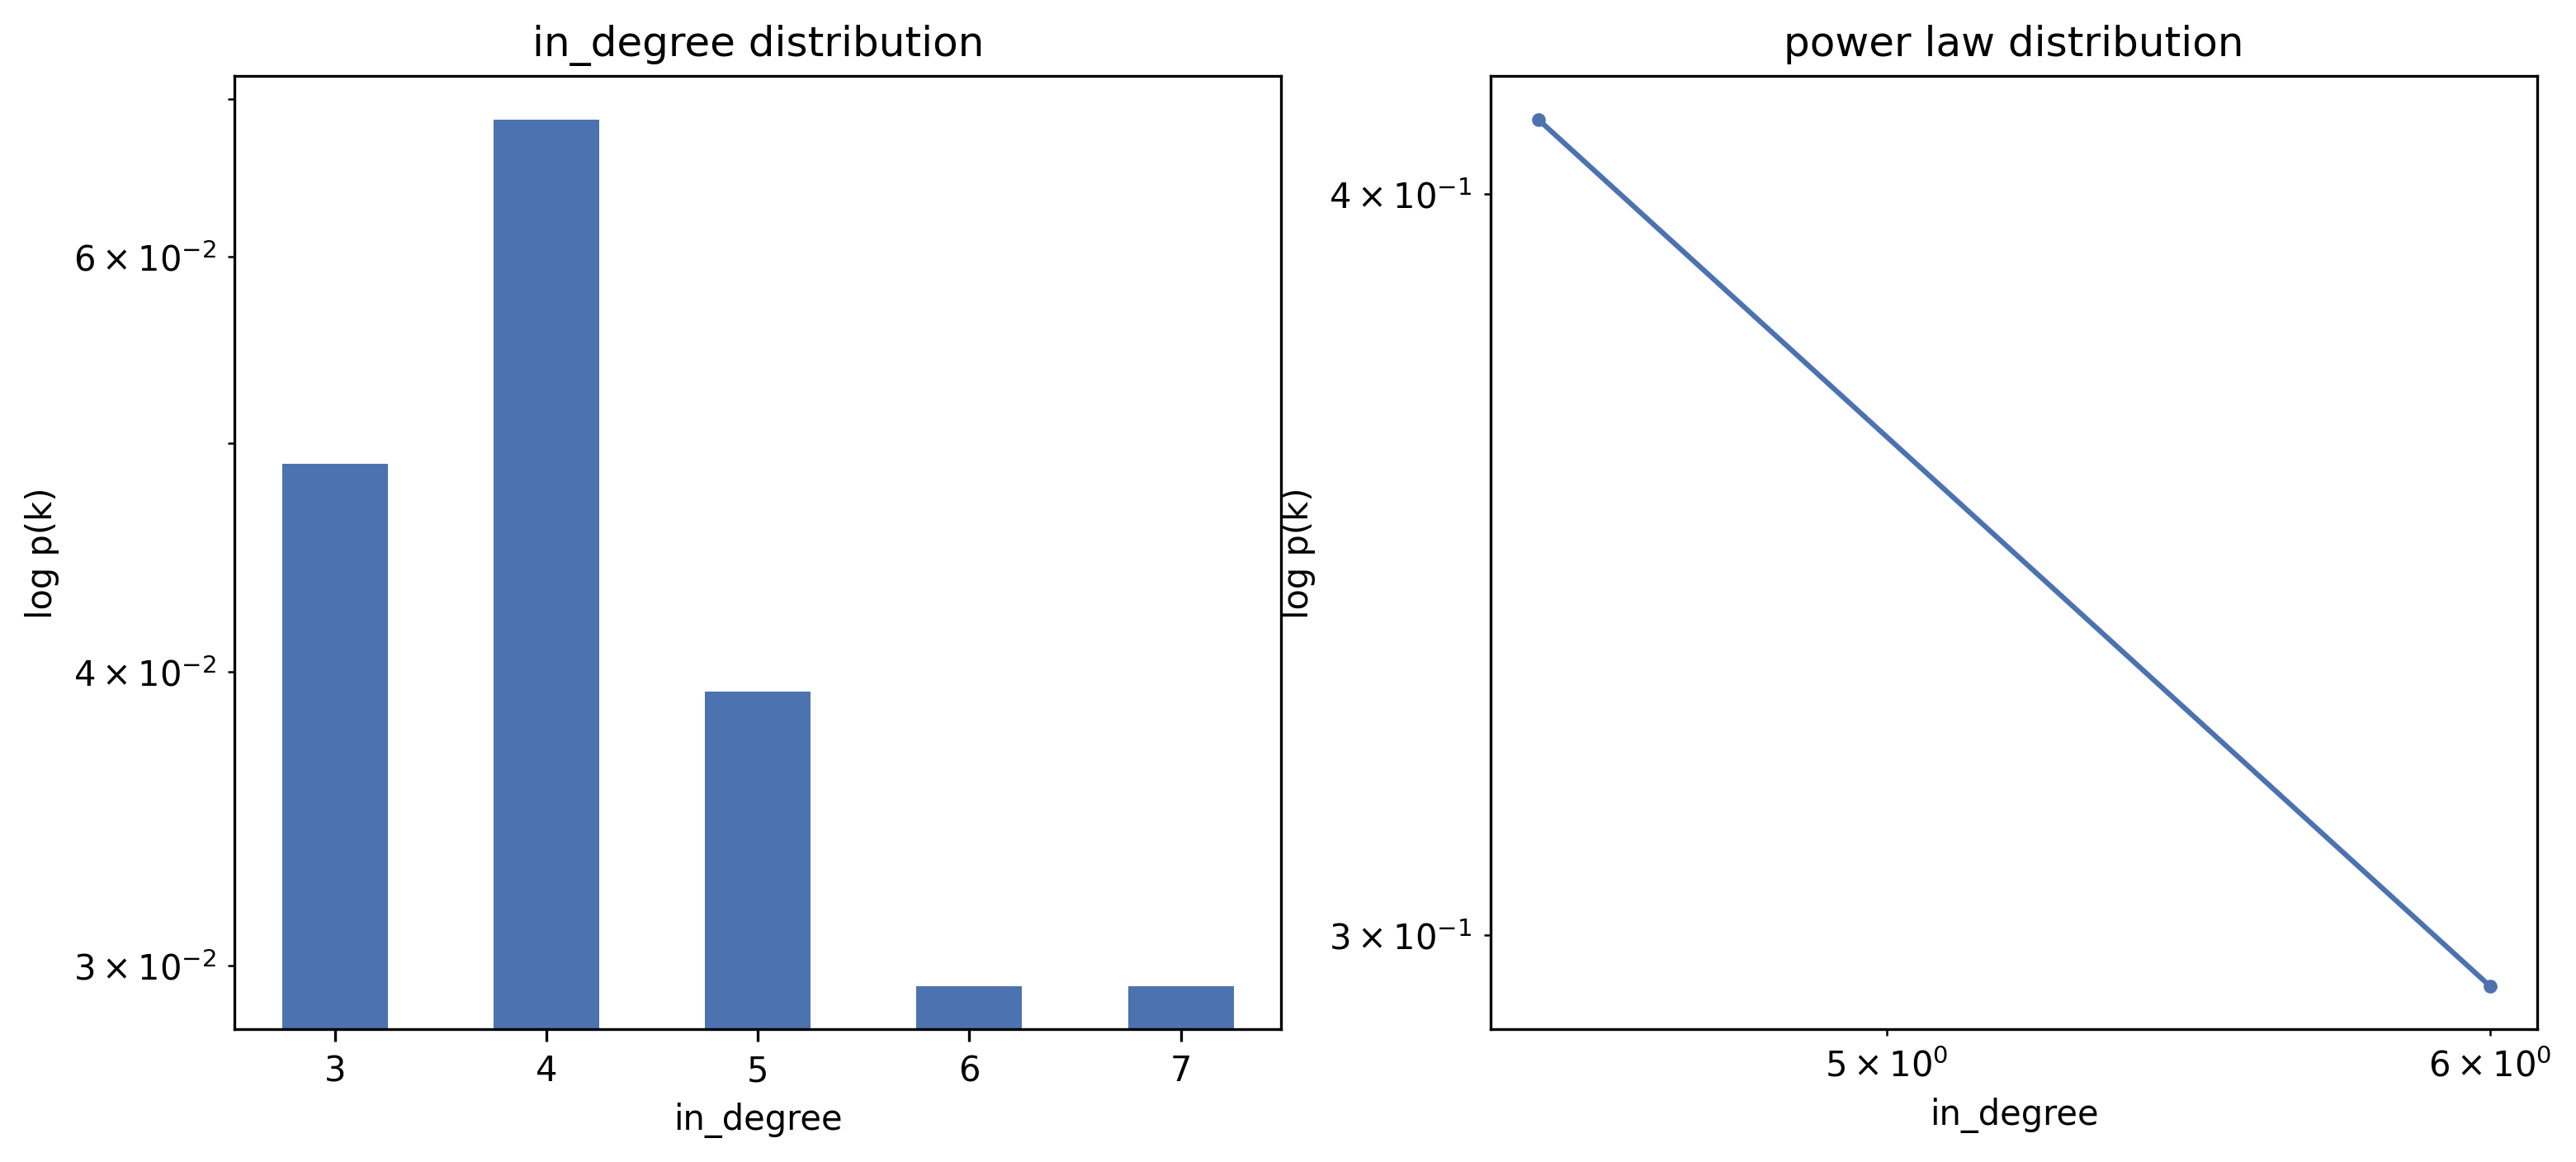 in_degree distribution
log p(k)
6 × 10⁻²
4 × 10⁻²
3 × 10⁻²
3 4 5 6 7
in_degree
power law distribution
log p(k)
4 × 10⁻¹
3 × 10⁻¹
5 × 10⁰ 6 × 10⁰
in_degree